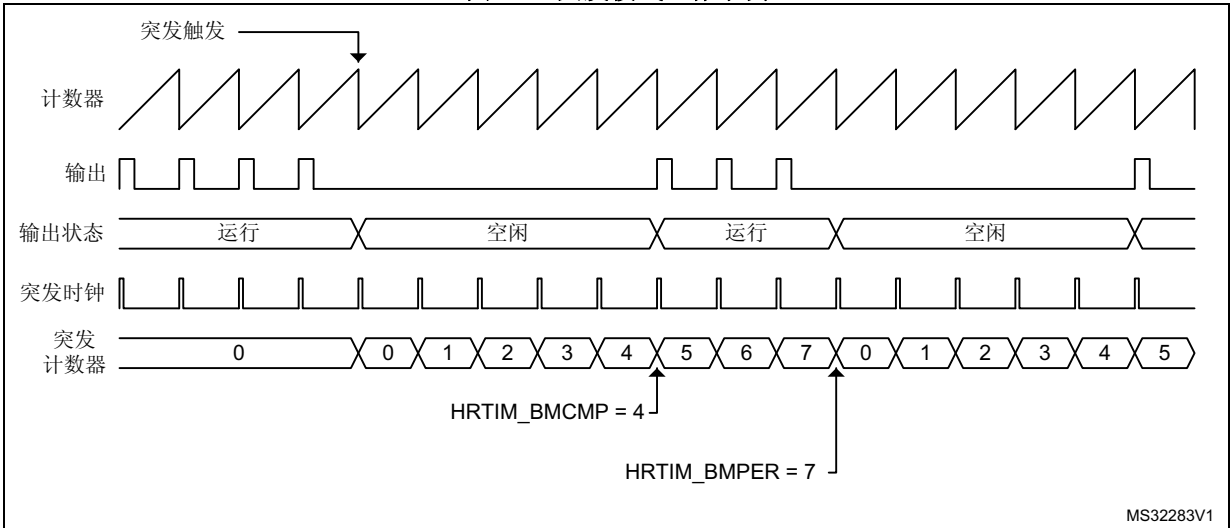 突发触发
计数器
输出
输出状态 运行 空闲 运行 空闲
突发时钟
突发
计数器
0 0 1 2 3 4 5 6 7 0 1 2 3 4 5
HRTIM_BMCMP = 4
HRTIM_BMPER = 7
MS32283V1